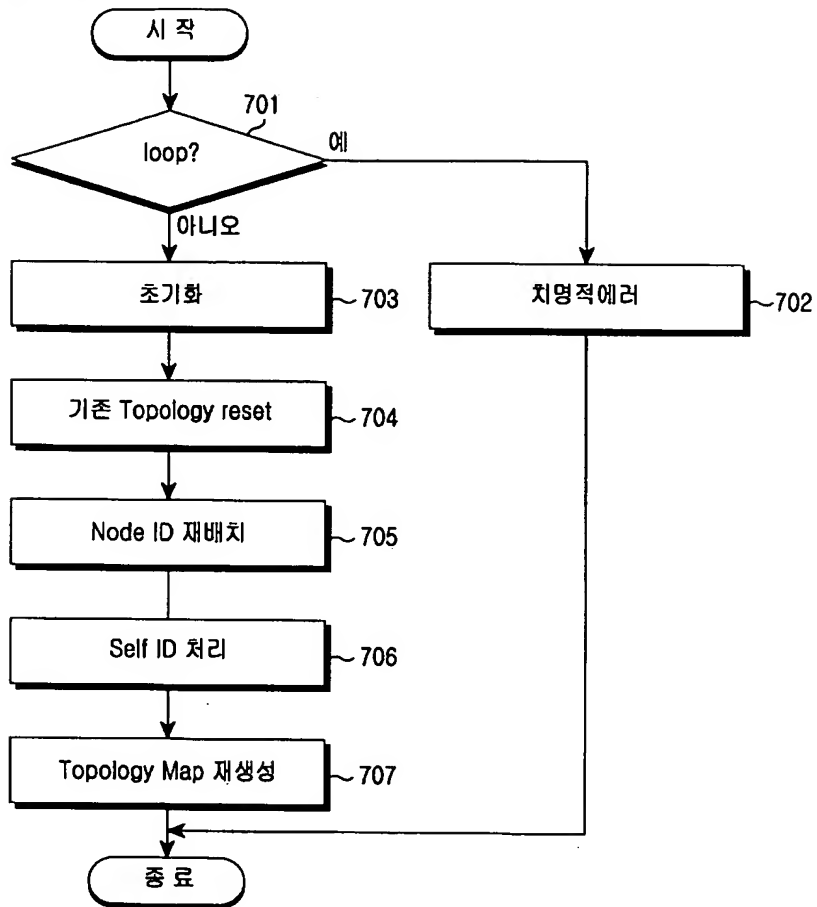 시 작
701
loop?
예
아니오
초기화
703
치명적에러
702
기존 Topology reset
704
Node ID 재배치
705
Self ID 처리
706
Topology Map 재생성
707
종 료